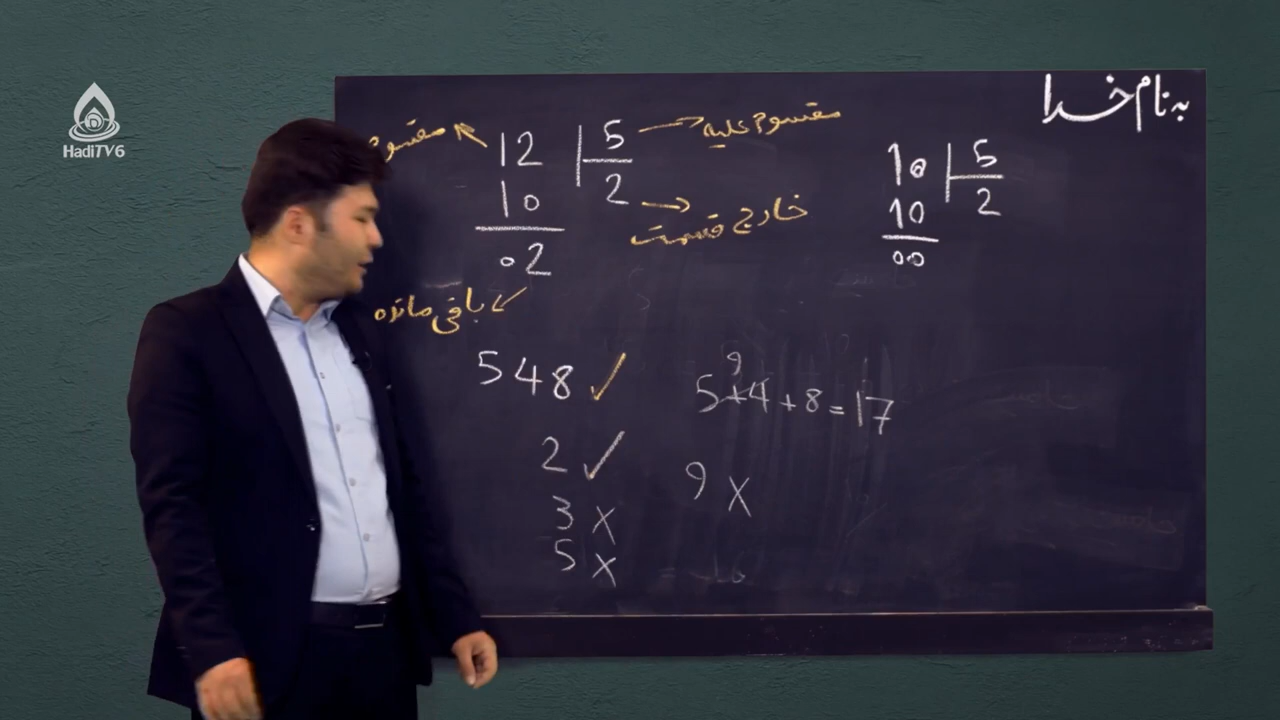 HadiTV6
به نام خدا
مقسوم
12 5
مقسوم علیه
10 2
خارج قسمت
02
باقی مانده
10 5
10 2
00
548 ✓
2 ✓
3 X
5 X
9
5+4+8=17
9 X